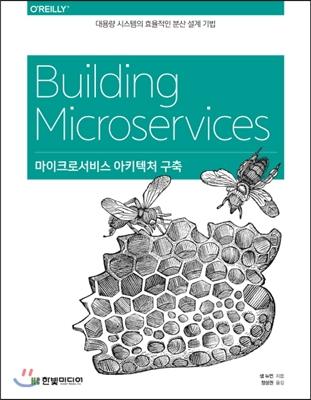 O'REILLY®
대용량 시스템의 효율적인 분산 설계 기법
Building
Microservices
마이크로서비스 아키텍처 구축
한빛미디어
샘 뉴먼 지음
정성권 옮김